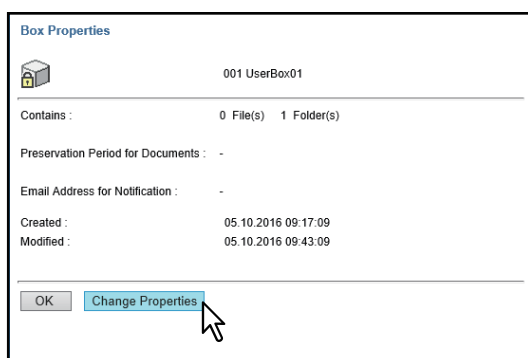 Box Properties
001 UserBox01
Contains : 0 File(s) 1 Folder(s)
Preservation Period for Documents : -
Email Address for Notification : -
Created : 05.10.2016 09:17:09
Modified : 05.10.2016 09:43:09
OK Change Properties